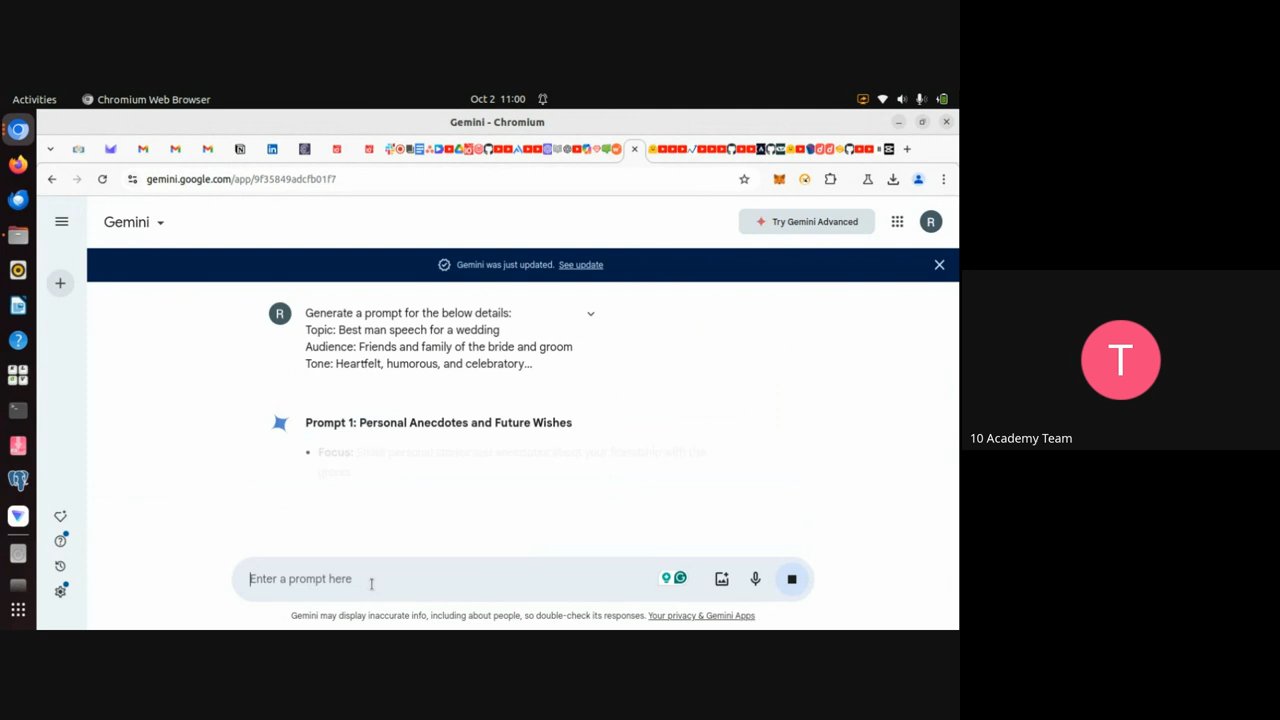 Activities
Chromium Web Browser
Oct 2 11:00
Gemini - Chromium
gemini.google.com/app/9f35849adcfb01f7
R
Gemini
Try Gemini Advanced
R
Gemini was just updated. See update
R
Generate a prompt for the below details:
Topic: Best man speech for a wedding
Audience: Friends and family of the bride and groom
Tone: Heartfelt, humorous, and celebratory...
Prompt 1: Personal Anecdotes and Future Wishes
Focus:
Enter a prompt here
Gemini may display inaccurate info, including about people, so double-check its responses. Your privacy & Gemini Apps
T
10 Academy Team